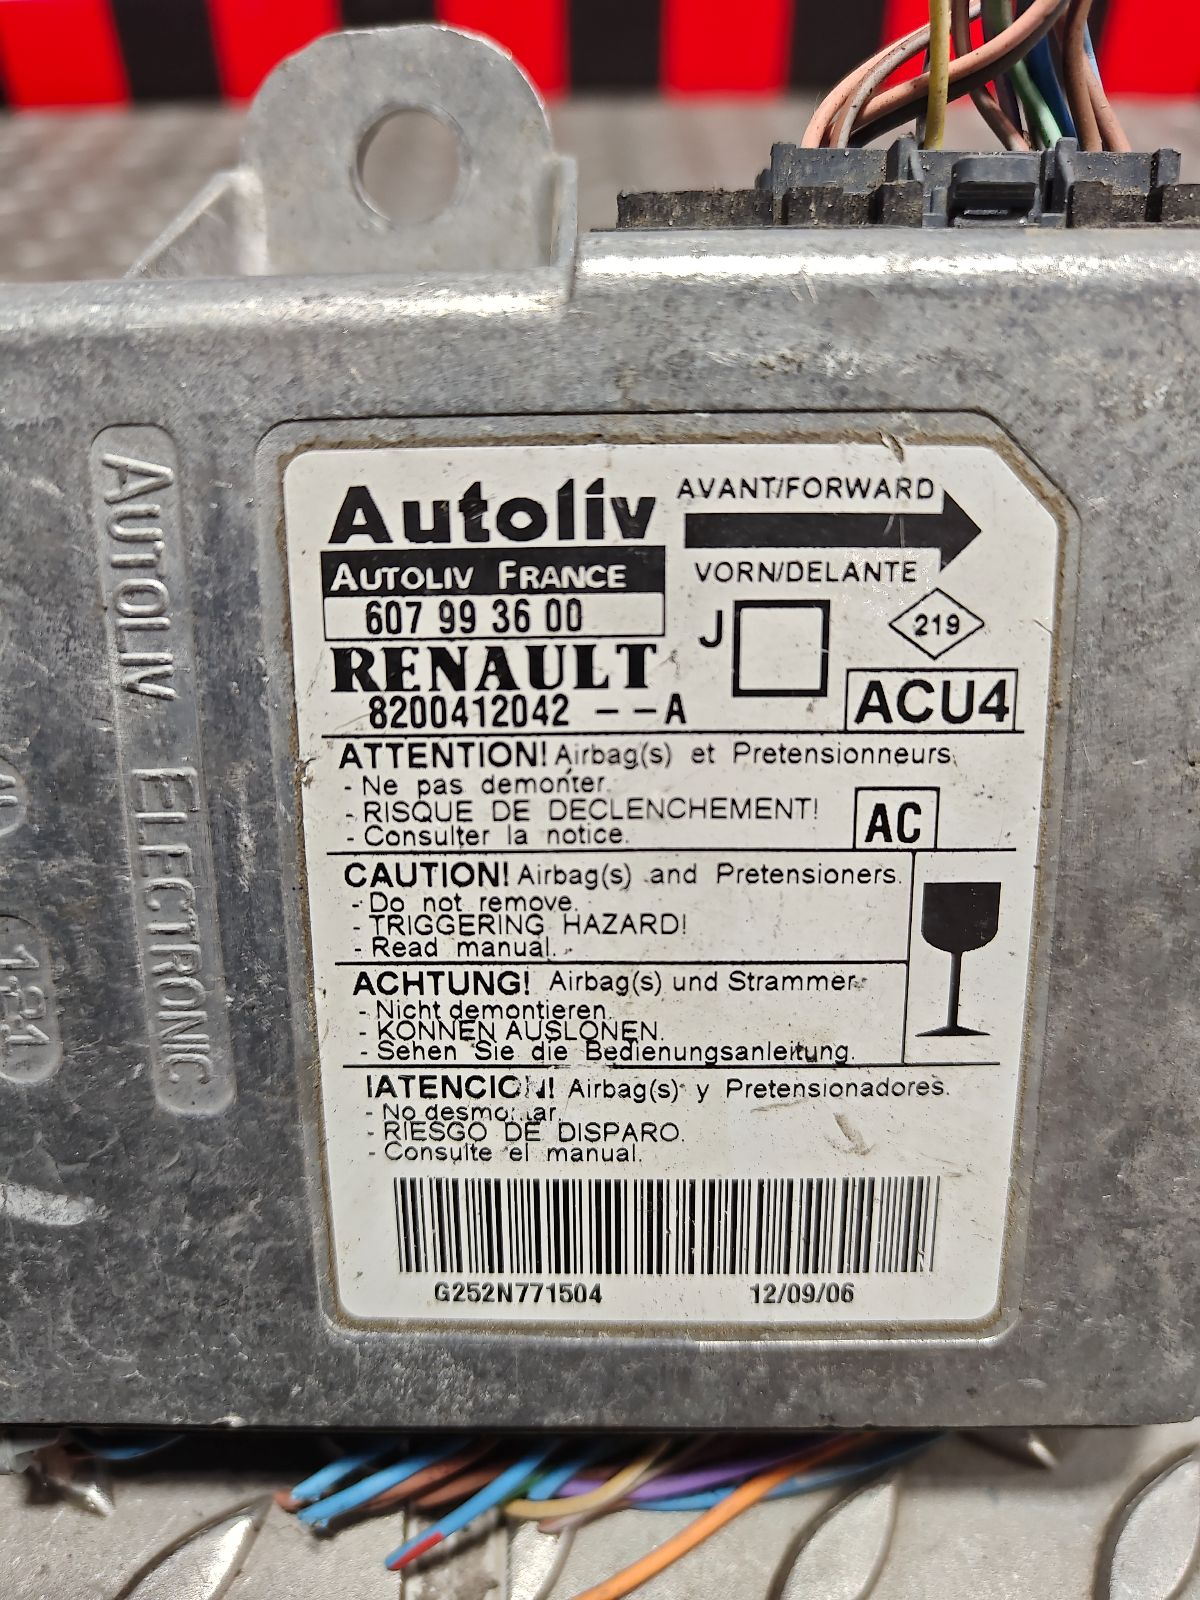 Autoliv
AUTOLIV FRANCE
607 99 36 00
RENAULT
8200412042 --A
AVANT/FORWARD
VORN/DELANTE
J
219
ACU4
ATTENTION! Airbag(s) et Pretensionneurs.
- Ne pas demonter.
- RISQUE DE DECLENCHEMENT!
- Consulter la notice.
AC
CAUTION! Airbag(s) and Pretensioners.
- Do not remove.
- TRIGGERING HAZARD!
- Read manual.
ACHTUNG! Airbag(s) und Strammer
- Nicht demontieren.
- KONNEN AUSLONEN.
- Sehen Sie die Bedienungsanleitung.
¡ATENCION! Airbag(s) y Pretensionadores.
- No desmontar.
- RIESGO DE DISPARO.
- Consulte el manual.
G252N771504 12/09/06
AUTOLIV ELECTRONIC